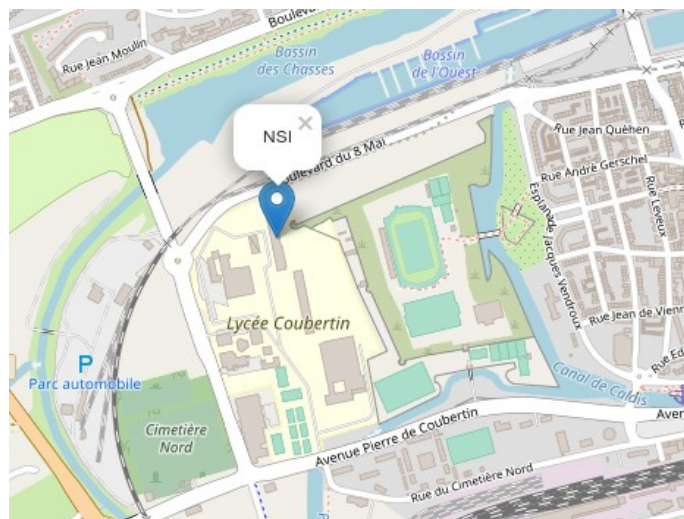 Boulevard
Rue Jean Moulin
Bassin
des Chasses
Bassin
de l'Ouest
NSI
×
Boulevard du 8 Mai
Rue Jean Quéhen
Rue André Gerschel
Rue Leveux
Esplanade Jacques Vendroux
Lycée Coubertin
Rue Jean de Vienn
P
Parc automobile
Rue Ed
Canal de Calais
Cimetière
Nord
Avenue Pierre de Coubertin
Aven
Rue du Cimetière Nord